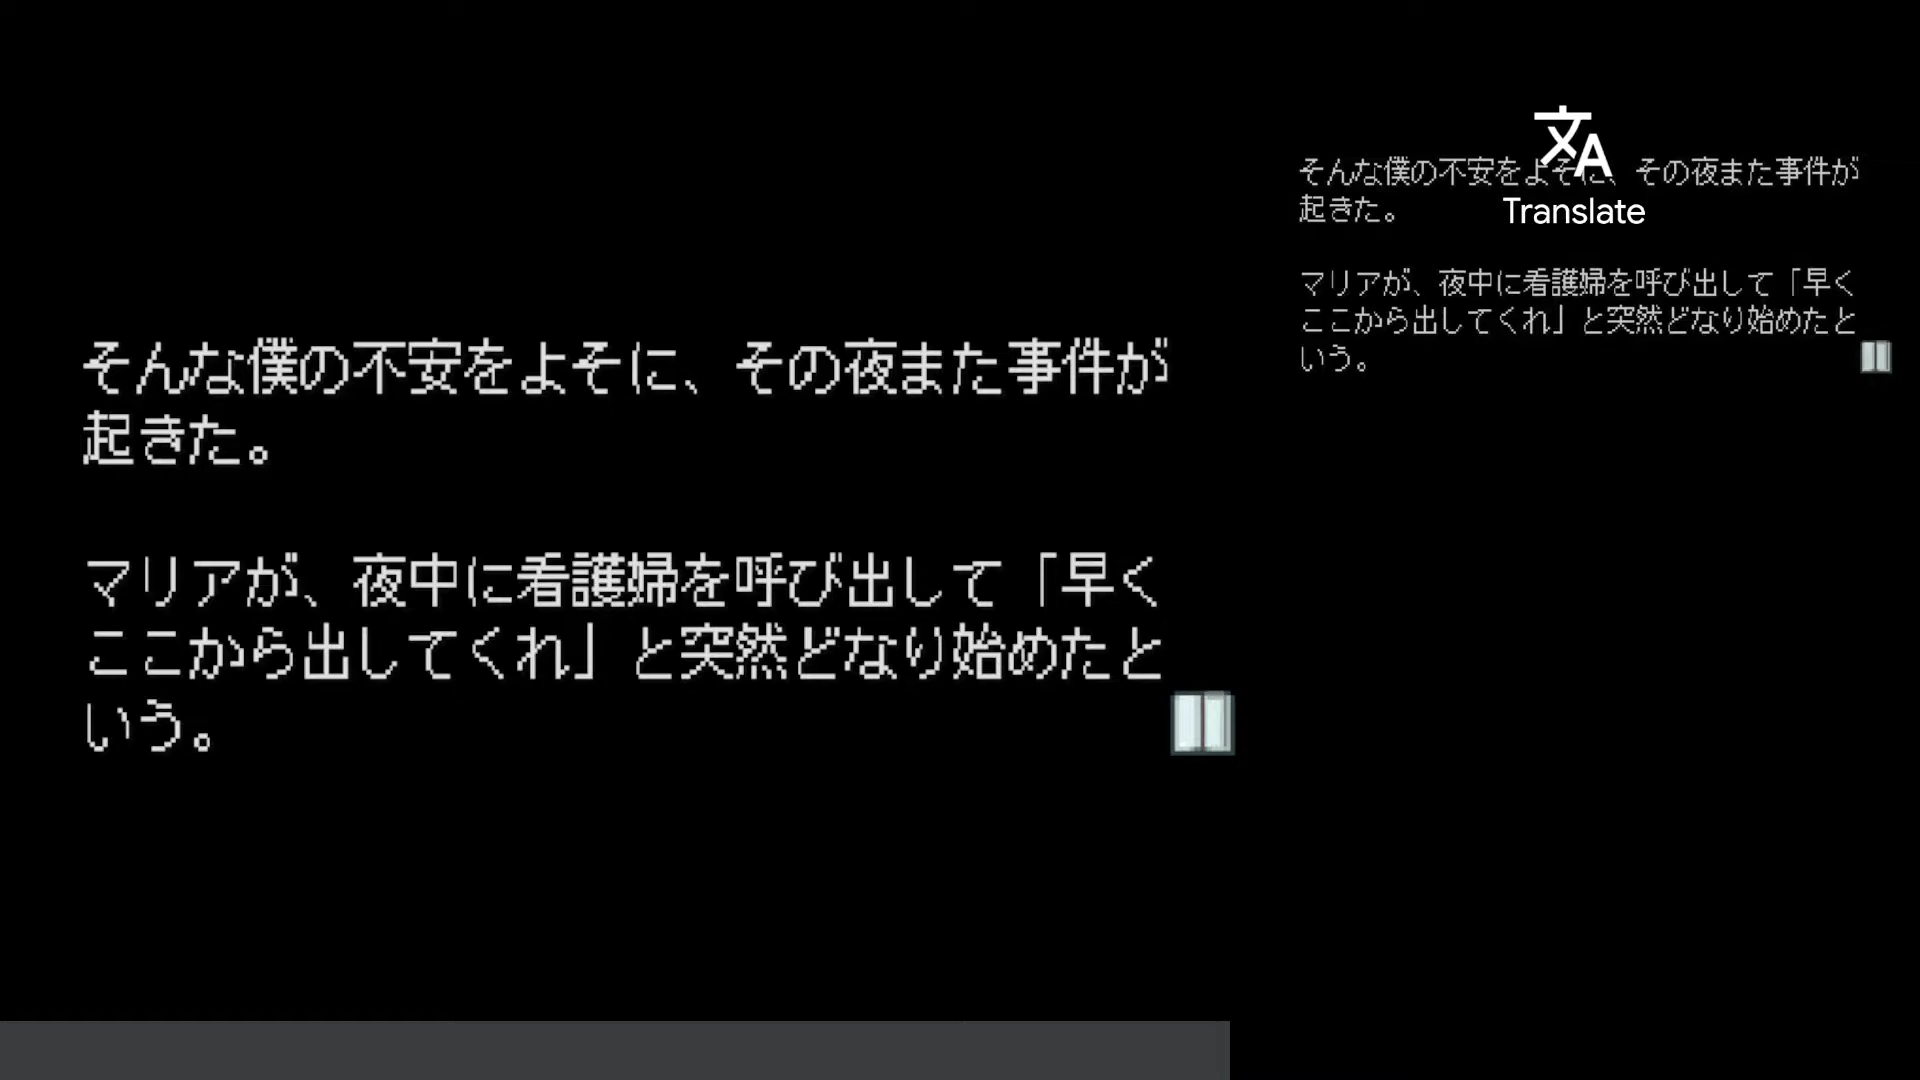 そんな僕の不安をよそに、その夜また事件が
起きた。
マリアが、夜中に看護婦を呼び出して「早く
ここから出してくれ」と突然どなり始めたと
いう。
Translate
そんな僕の不安をよそに、その夜また事件が
起きた。
マリアが、夜中に看護婦を呼び出して「早く
ここから出してくれ」と突然どなり始めたと
いう。